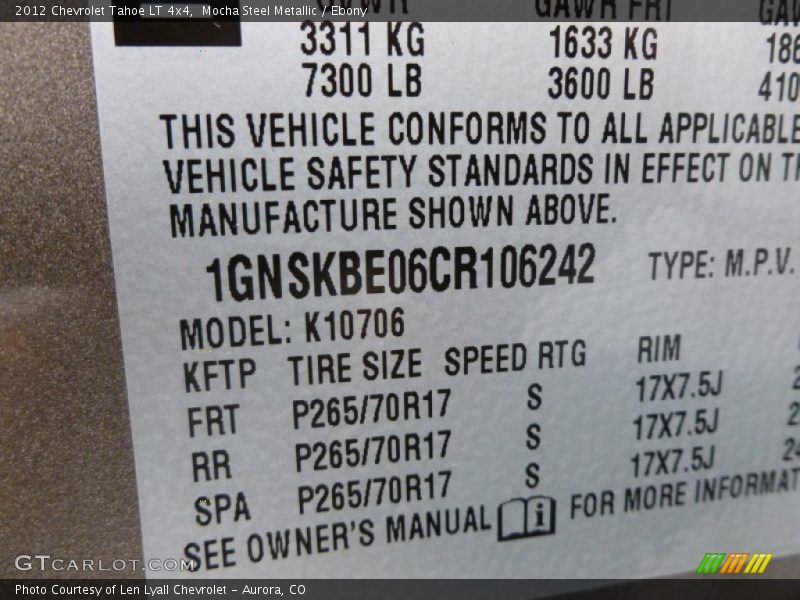 2012 Chevrolet Tahoe LT 4x4, Mocha Steel Metallic / Ebony
GAWR FRT
3311 KG 1633 KG
7300 LB 3600 LB
THIS VEHICLE CONFORMS TO ALL APPLICABLE
VEHICLE SAFETY STANDARDS IN EFFECT ON
MANUFACTURE SHOWN ABOVE.
1GNSKBE06CR106242 TYPE: M.P.V.
MODEL: K10706
KFTP TIRE SIZE SPEED RTG RIM
FRT P265/70R17 S 17X7.5J
RR P265/70R17 S 17X7.5J
SPA P265/70R17 S 17X7.5J
SEE OWNER'S MANUAL i FOR MORE INFORMAT
GTCARLOT.COM
Photo Courtesy of Len Lyall Chevrolet - Aurora, CO